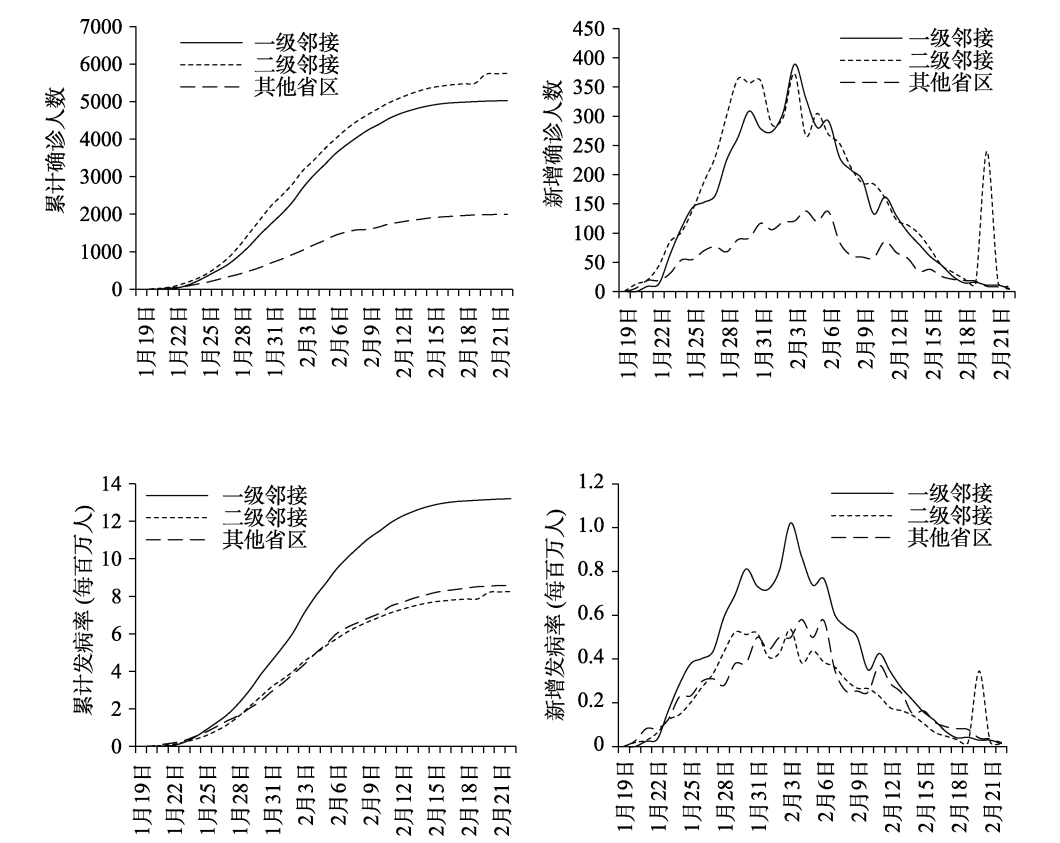 累计确诊人数
7000
6000
5000
4000
3000
2000
1000
0
一级邻接
二级邻接
其他省区
1月19日
1月22日
1月25日
1月28日
1月31日
2月3日
2月6日
2月9日
2月12日
2月15日
2月18日
2月21日
新增确诊人数
450
400
350
300
250
200
150
100
50
0
一级邻接
二级邻接
其他省区
1月19日
1月22日
1月25日
1月28日
1月31日
2月3日
2月6日
2月9日
2月12日
2月15日
2月18日
2月21日
累计发病率(每百万人)
14
12
10
8
6
4
2
0
一级邻接
二级邻接
其他省区
1月19日
1月22日
1月25日
1月28日
1月31日
2月3日
2月6日
2月9日
2月12日
2月15日
2月18日
2月21日
新增发病率(每百万人)
1.2
1.0
0.8
0.6
0.4
0.2
0
一级邻接
二级邻接
其他省区
1月19日
1月22日
1月25日
1月28日
1月31日
2月3日
2月6日
2月9日
2月12日
2月15日
2月18日
2月21日